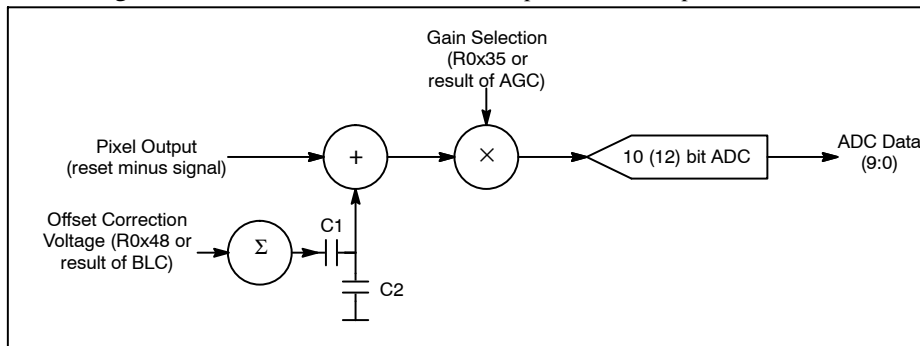 Gain Selection
(R0x35 or
result of AGC)
Pixel Output
(reset minus signal)
+
×
10 (12) bit ADC
ADC Data
(9:0)
Offset Correction
Voltage (R0x48 or
result of BLC)
Σ
C1
C2